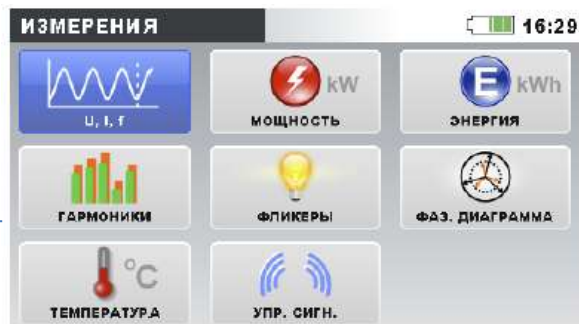 ИЗМЕРЕНИЯ 16:29
U, I, f
kW
МОЩНОСТЬ
E kWh
ЭНЕРГИЯ
ГАРМОНИКИ
ФЛИКЕРЫ
ФАЗ. ДИАГРАММА
°C
ТЕМПЕРАТУРА
УПР. СИГН.